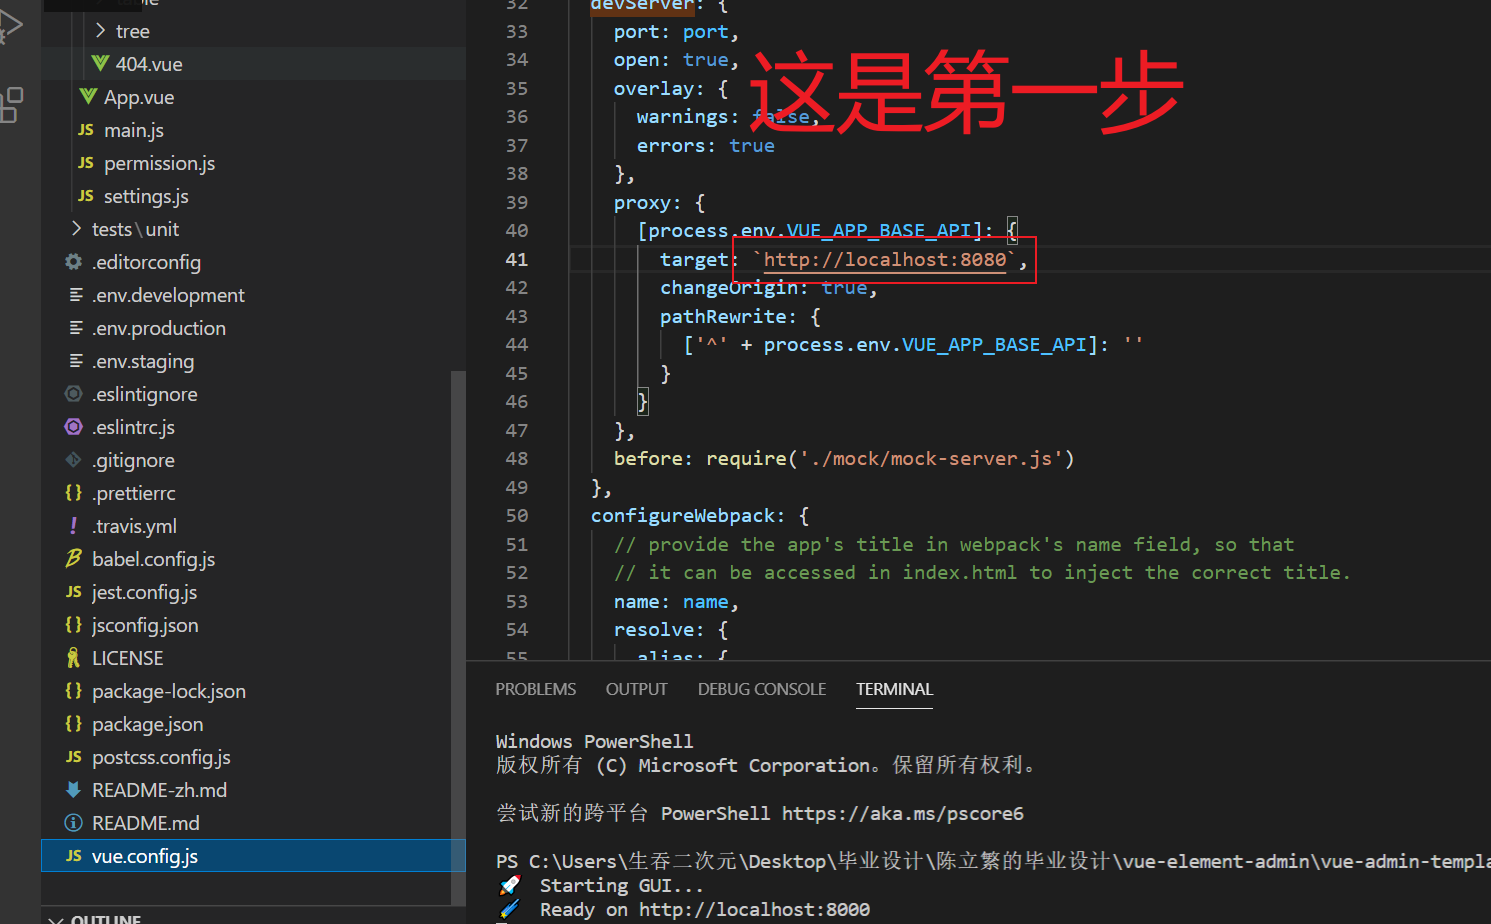 tree
404.vue
App.vue
JS main.js
JS permission.js
JS settings.js
tests\unit
.editorconfig
.env.development
.env.production
.env.staging
.eslintignore
.eslintrc.js
.gitignore
{} .prettierrc
! .travis.yml
babel.config.js
JS jest.config.js
{} jsconfig.json
LICENSE
{} package-lock.json
{} package.json
JS postcss.config.js
README-zh.md
README.md
JS vue.config.js
OUTLINE
32 devServer: {
33 port: port,
34 open: true,
35 overlay: {
36 warnings: false,
37 errors: true
38 },
39 proxy: {
40 [process.env.VUE_APP_BASE_API]: {
41 target: `http://localhost:8080`,
42 changeOrigin: true,
43 pathRewrite: {
44 ['^' + process.env.VUE_APP_BASE_API]: ''
45 }
46 }
47 },
48 before: require('./mock/mock-server.js')
49 },
50 configureWebpack: {
51 // provide the app's title in webpack's name field, so that
52 // it can be accessed in index.html to inject the correct title.
53 name: name,
54 resolve: {
55 alias: {
这是第一步
PROBLEMS OUTPUT DEBUG CONSOLE TERMINAL
Windows PowerShell
版权所有 (C) Microsoft Corporation。保留所有权利。
尝试新的跨平台 PowerShell https://aka.ms/pscore6
PS C:\Users\生吞二次元\Desktop\毕业设计\陈立繁的毕业设计\vue-element-admin\vue-admin-templa
Starting GUI...
Ready on http://localhost:8000